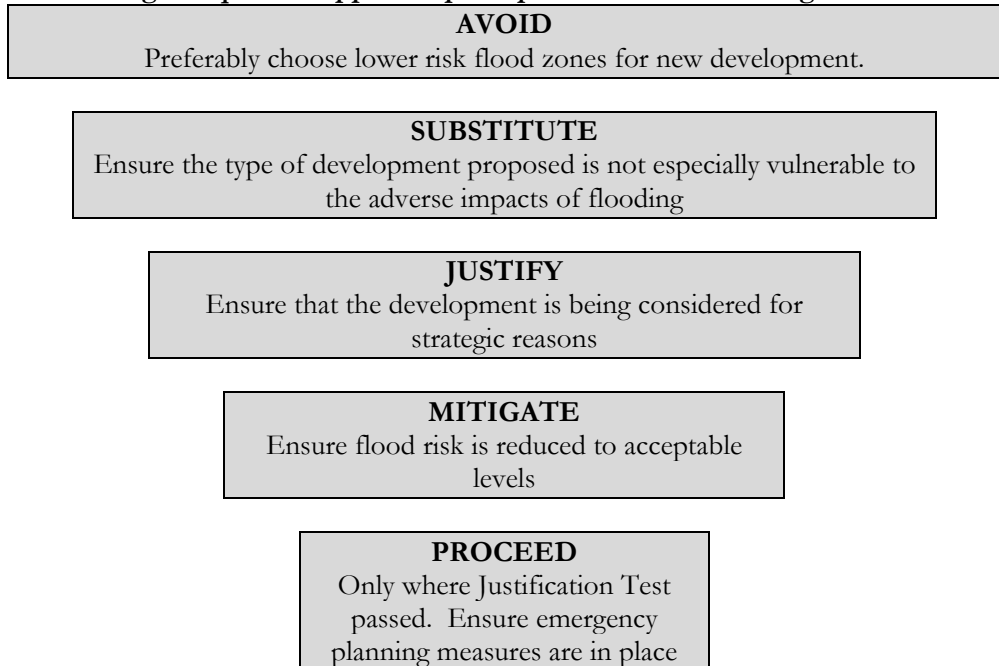 AVOID
Preferably choose lower risk flood zones for new development.
SUBSTITUTE
Ensure the type of development proposed is not especially vulnerable to
the adverse impacts of flooding
JUSTIFY
Ensure that the development is being considered for
strategic reasons
MITIGATE
Ensure flood risk is reduced to acceptable
levels
PROCEED
Only where Justification Test
passed.  Ensure emergency
planning measures are in place